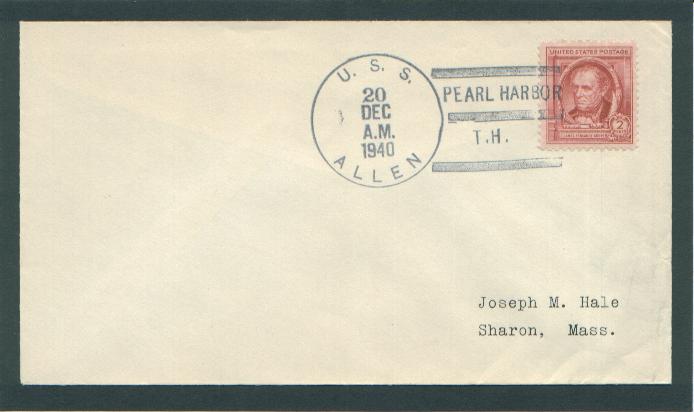 U. S. S.
20
DEC
A.M.
1940
ALLEN
PEARL HARBOR
T.H.
UNITED STATES POSTAGE
2
Joseph M. Hale
Sharon, Mass.